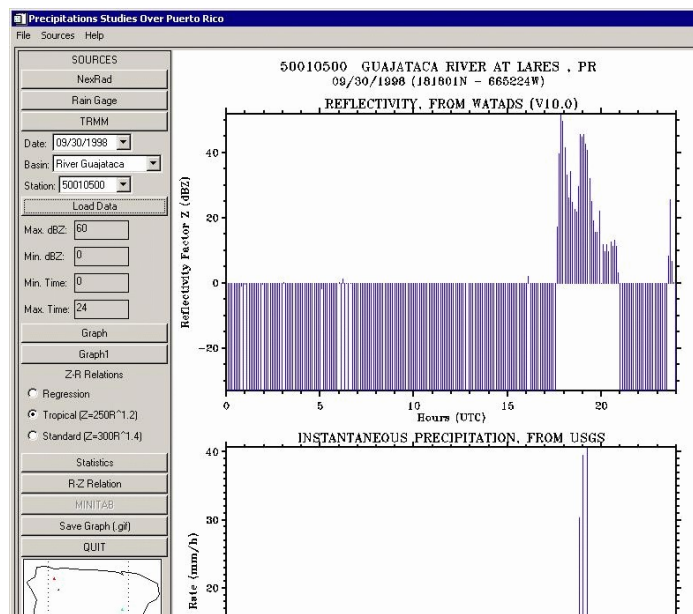 Precipitations Studies Over Puerto Rico
File Sources Help
SOURCES
NexRad
Rain Gage
TRMM
Date: 09/30/1998
Basin: River Guajataca
Station: 50010500
Load Data
Max. dBZ: 60
Min. dBZ: 0
Min. Time: 0
Max. Time: 24
Graph
Graph1
Z-R Relations
Regression
Tropical (Z=250R^1.2)
Standard (Z=300R^1.4)
Statistics
R-Z Relation
MINITAB
Save Graph (.gif)
QUIT
50010500 GUAJATACA RIVER AT LARES , PR
09/30/1998 (181801N - 665224W)
REFLECTIVITY, FROM WATADS (V10.0)
Reflectivity Factor Z (dBZ)
40
20
0
-20
0 5 10 15 20
Hours (UTC)
INSTANTANEOUS PRECIPITATION, FROM USGS
Rate (mm/h)
40
30
20